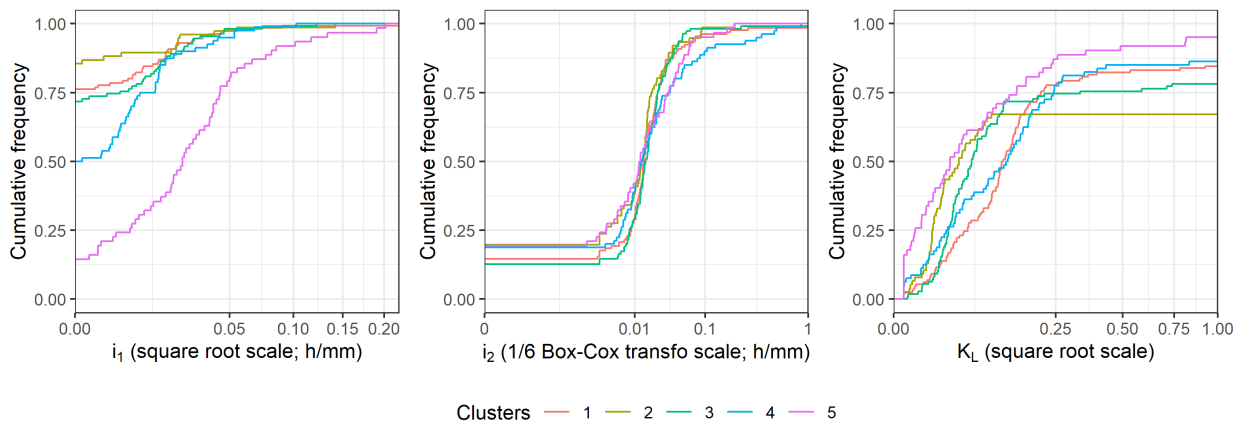 Cumulative frequency
1.00
0.75
0.50
0.25
0.00
0.00 0.05 0.10 0.15 0.20
i₁ (square root scale; h/mm)
Cumulative frequency
1.00
0.75
0.50
0.25
0.00
0 0.01 0.1 1
i₂ (1/6 Box-Cox transfo scale; h/mm)
Cumulative frequency
1.00
0.75
0.50
0.25
0.00
0.00 0.25 0.50 0.75 1.00
K_L (square root scale)
Clusters 1 2 3 4 5